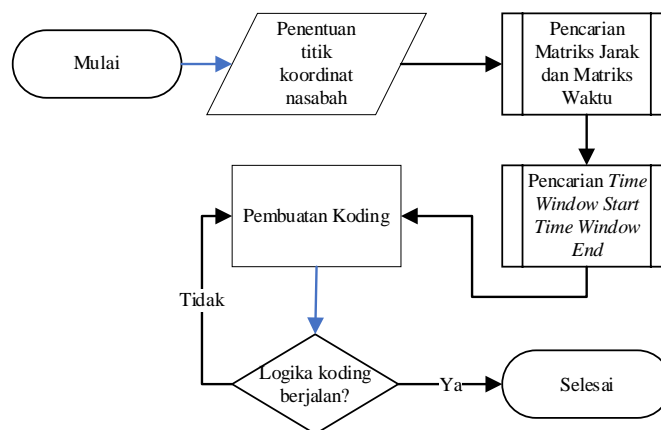 Mulai
Penentuan
titik
koordinat
nasabah
Pencarian
Matriks Jarak
dan Matriks
Waktu
Pencarian Time
Window Start
Time Window
End
Pembuatan Koding
Tidak
Logika koding
berjalan?
Ya
Selesai